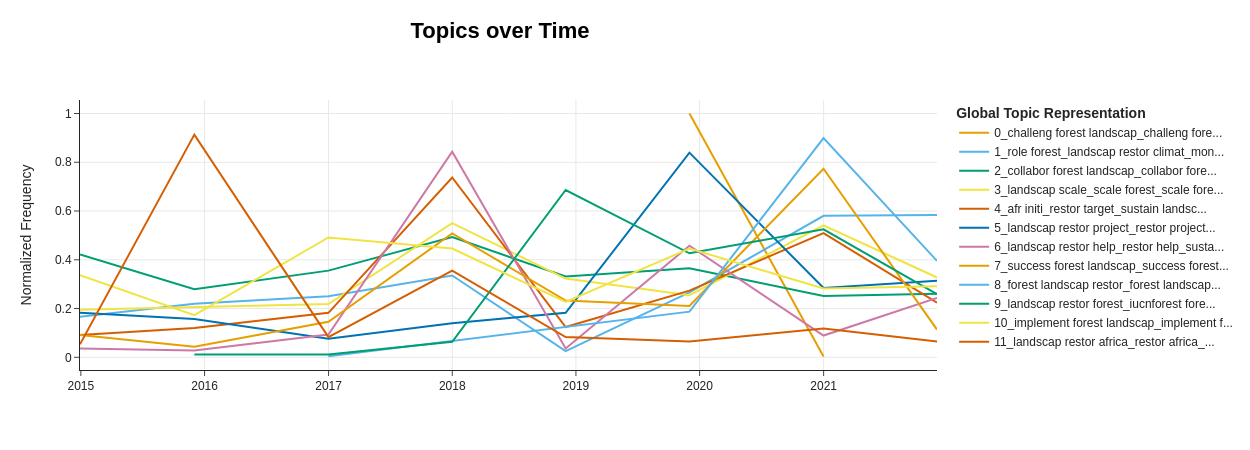 Topics over Time
Normalized Frequency
1
0.8
0.6
0.4
0.2
0
2015
2016
2017
2018
2019
2020
2021
Global Topic Representation
0_challeng forest landscap_challeng fore...
1_role forest_landscap restor climat_mon...
2_collabor forest landscap_collabor fore...
3_landscap scale_scale forest_scale fore...
4_afr initi_restor target_sustain landsc...
5_landscap restor project_restor project...
6_landscap restor help_restor help_susta...
7_success forest landscap_success forest...
8_forest landscap restor_forest landscap...
9_landscap restor forest_iucnforest fore...
10_implement forest landscap_implement f...
11_landscap restor africa_restor africa_...